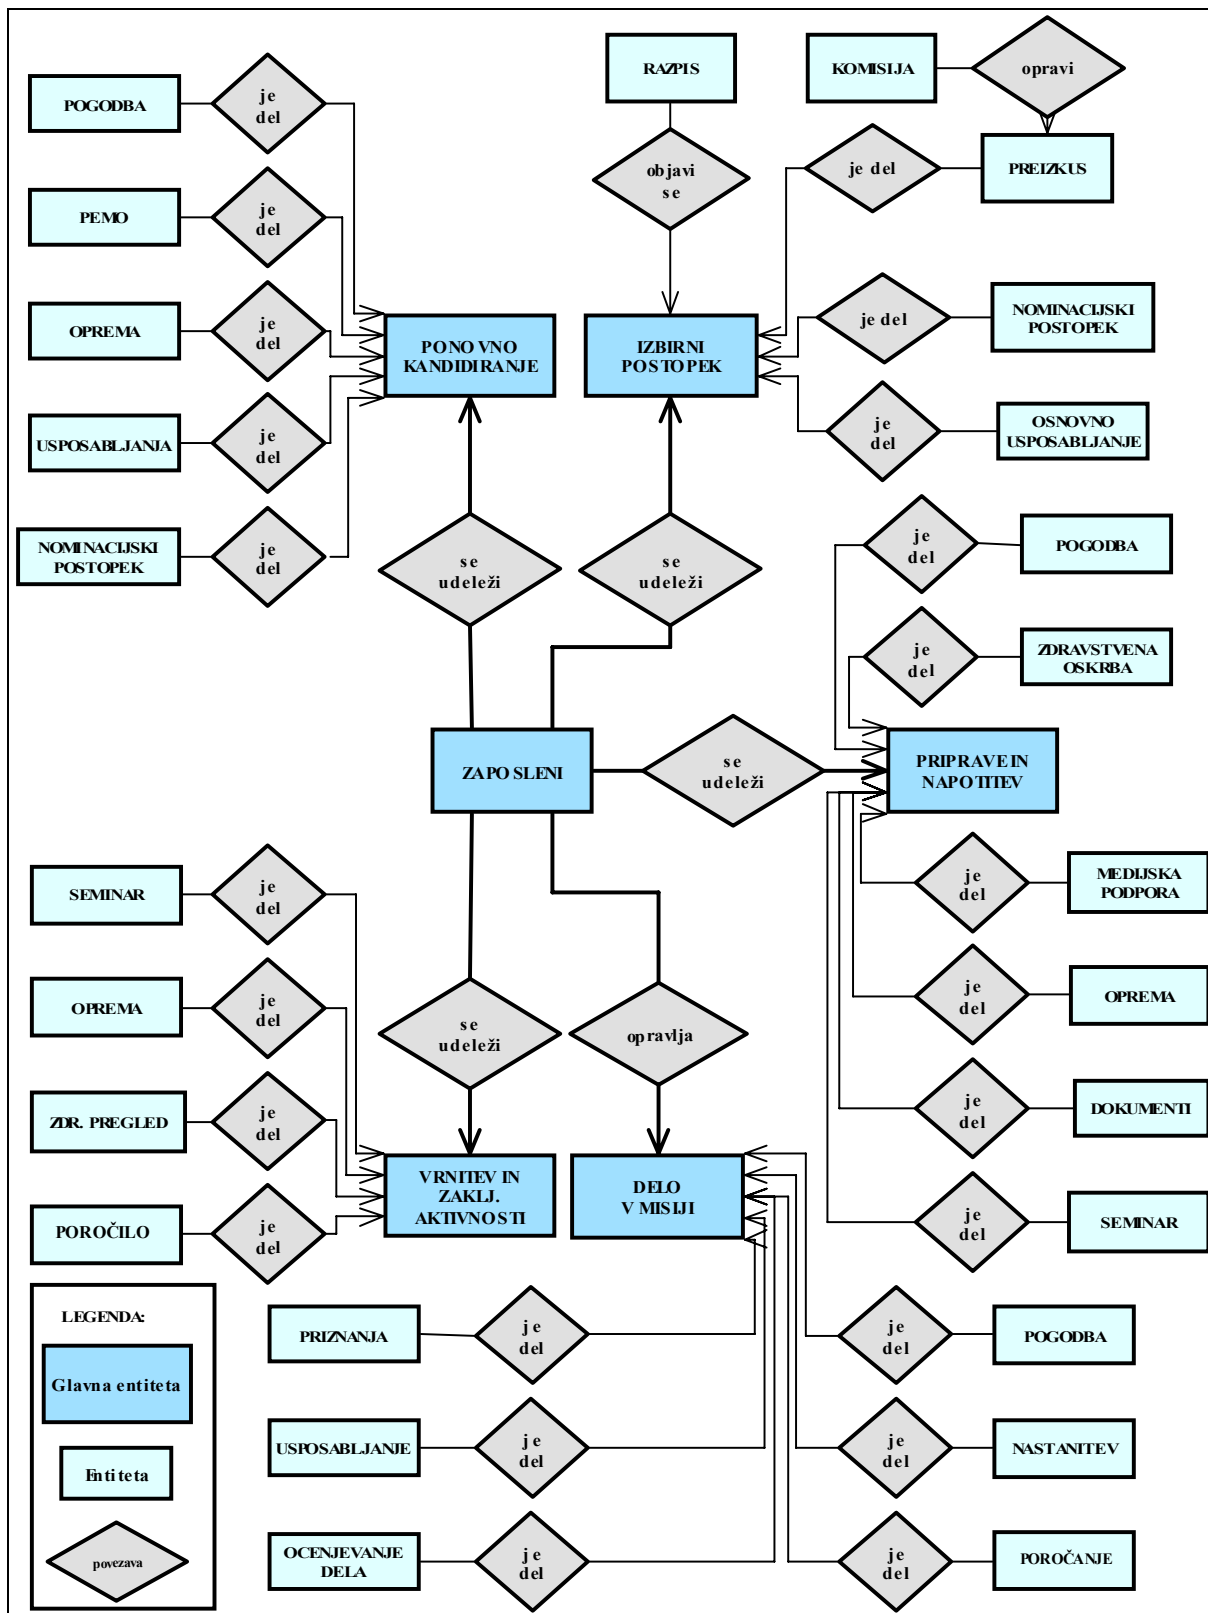 RAZPIS
KOMISIJA
opravi
POGODBA
je
del
objavi
se
je del
PREIZKUS
PEMO
je
del
OPREMA
je
del
PONOVNO
KANDIDIRANJE
IZBIRNI
POSTOPEK
je del
NOMINACIJSKI
POSTOPEK
USPOSABLJANJA
je
del
je
del
OSNOVNO
USPOSABLJANJE
NOMINACIJSKI
POSTOPEK
je
del
se
udeleži
se
udeleži
je
del
POGODBA
je
del
ZDRAVSTVENA
OSKRBA
ZAPOSLENI
se
udeleži
PRIPRAVE IN
NAPOTITEV
SEMINAR
je
del
je
del
MEDIJSKA
PODPORA
OPREMA
je
del
se
udeleži
opravlja
je
del
OPREMA
ZDR. PREGLED
je
del
je
del
DOKUMENTI
POROČILO
je
del
VRNITEV IN
ZAKLJ.
AKTIVNOSTI
DELO
V MISIJI
je
del
SEMINAR
LEGENDA:
Glavna entiteta
Entiteta
povezava
PRIZNANJA
je
del
je
del
POGODBA
USPOSABLJANJE
je
del
je
del
NASTANITEV
OCENJEVANJE
DELA
je
del
je
del
POROČANJE